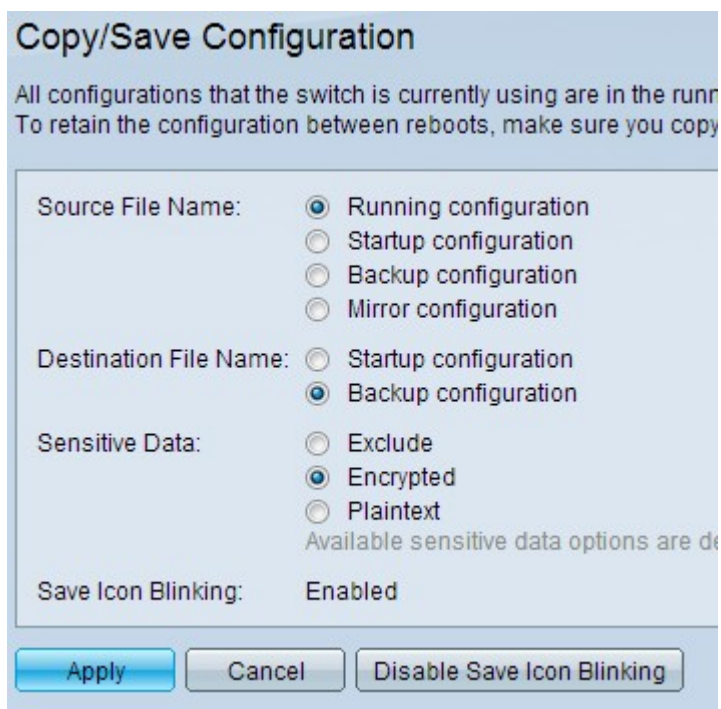 Copy/Save Configuration
All configurations that the switch is currently using are in the
To retain the configuration between reboots, make sure you copy
Source File Name: Running configuration
Startup configuration
Backup configuration
Mirror configuration
Destination File Name: Startup configuration
Backup configuration
Sensitive Data: Exclude
Encrypted
Plaintext
Available sensitive data options are
Save Icon Blinking: Enabled
Apply Cancel Disable Save Icon Blinking